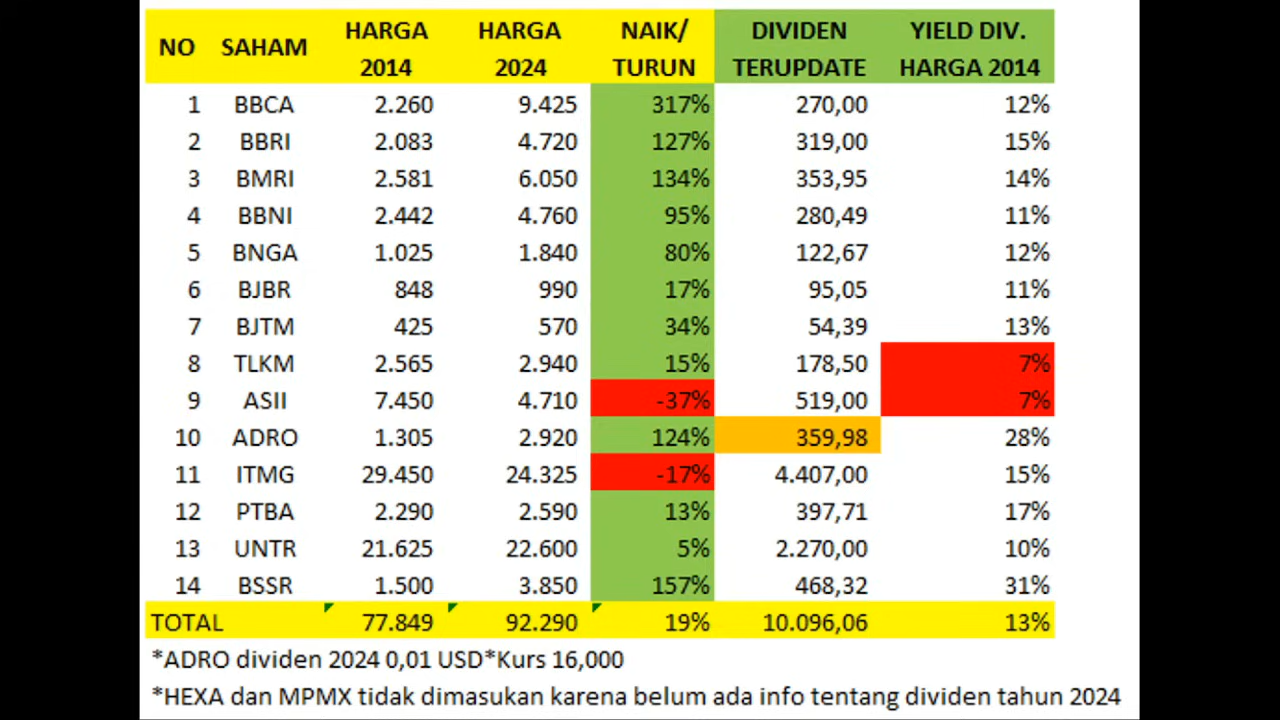 NO SAHAM HARGA 2014 HARGA 2024 NAIK/ TURUN DIVIDEN TERUPDATE YIELD DIV. HARGA 2014
1 BBCA 2.260 9.425 317% 270,00 12%
2 BBRI 2.083 4.720 127% 319,00 15%
3 BMRI 2.581 6.050 134% 353,95 14%
4 BBNI 2.442 4.760 95% 280,49 11%
5 BNGA 1.025 1.840 80% 122,67 12%
6 BJBR 848 990 17% 95,05 11%
7 BJTM 425 570 34% 54,39 13%
8 TLKM 2.565 2.940 15% 178,50 7%
9 ASII 7.450 4.710 -37% 519,00 7%
10 ADRO 1.305 2.920 124% 359,98 28%
11 ITMG 29.450 24.325 -17% 4.407,00 15%
12 PTBA 2.290 2.590 13% 397,71 17%
13 UNTR 21.625 22.600 5% 2.270,00 10%
14 BSSR 1.500 3.850 157% 468,32 31%
TOTAL 77.849 92.290 19% 10.096,06 13%
*ADRO dividen 2024 0,01 USD*Kurs 16,000
*HEXA dan MPMX tidak dimasukan karena belum ada info tentang dividen tahun 2024